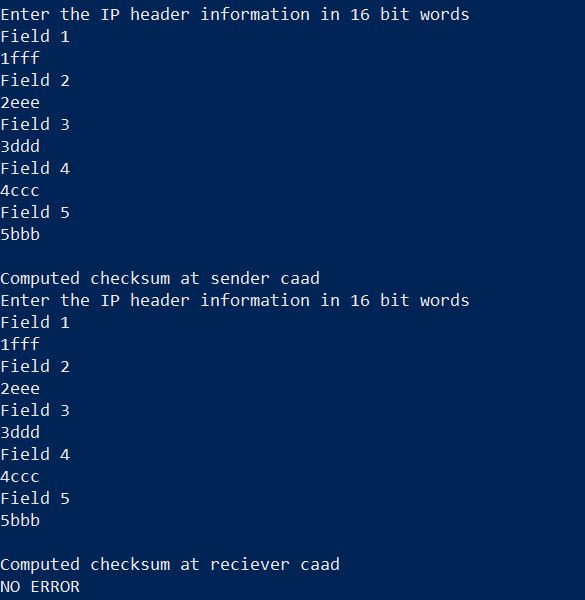 Enter the IP header information in 16 bit words
Field 1
1fff
Field 2
2eee
Field 3
3ddd
Field 4
4ccc
Field 5
5bbb
Computed checksum at sender caad
Enter the IP header information in 16 bit words
Field 1
1fff
Field 2
2eee
Field 3
3ddd
Field 4
4ccc
Field 5
5bbb
Computed checksum at reciever caad
NO ERROR